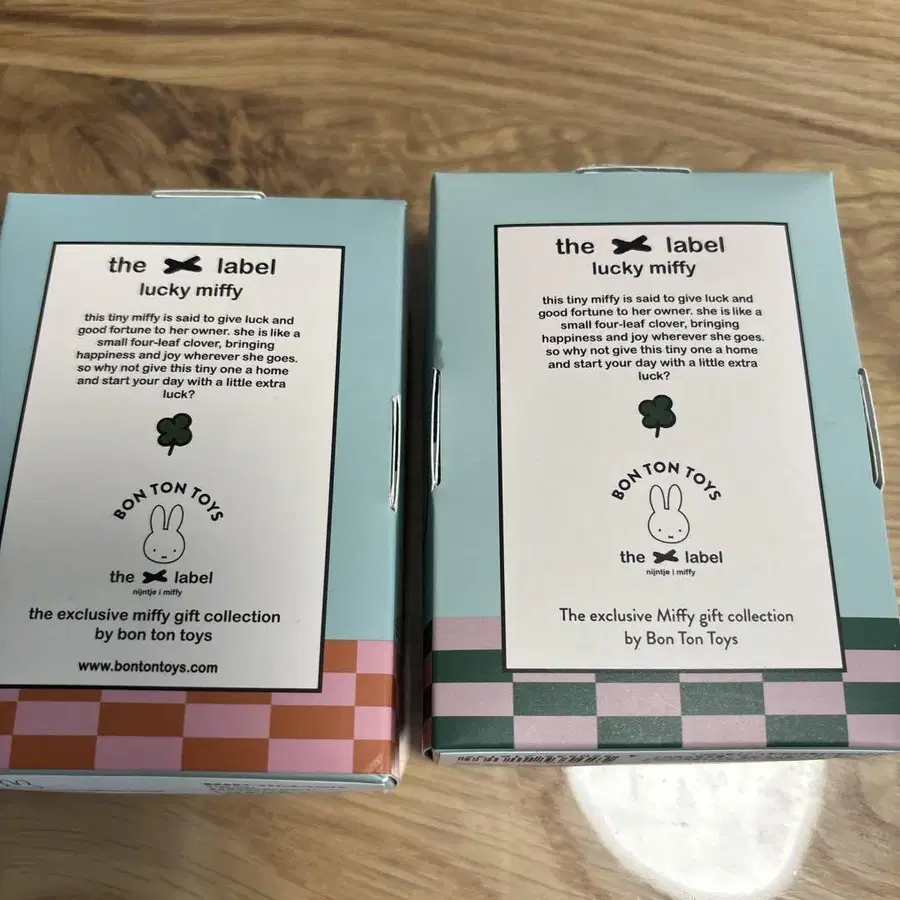 the label
lucky miffy
this tiny miffy is said to give luck and
good fortune to her owner. she is like a
small four-leaf clover, bringing
happiness and joy wherever she goes.
so why not give this tiny one a home
and start your day with a little extra
luck?
BON TON TOYS
the label
nijntje | miffy
the exclusive miffy gift collection
by bon ton toys
www.bontontoys.com
the label
lucky miffy
this tiny miffy is said to give luck and
good fortune to her owner. she is like a
small four-leaf clover, bringing
happiness and joy wherever she goes.
so why not give this tiny one a home
and start your day with a little extra
luck?
BON TON TOYS
the label
nijntje | miffy
The exclusive Miffy gift collection
by Bon Ton Toys